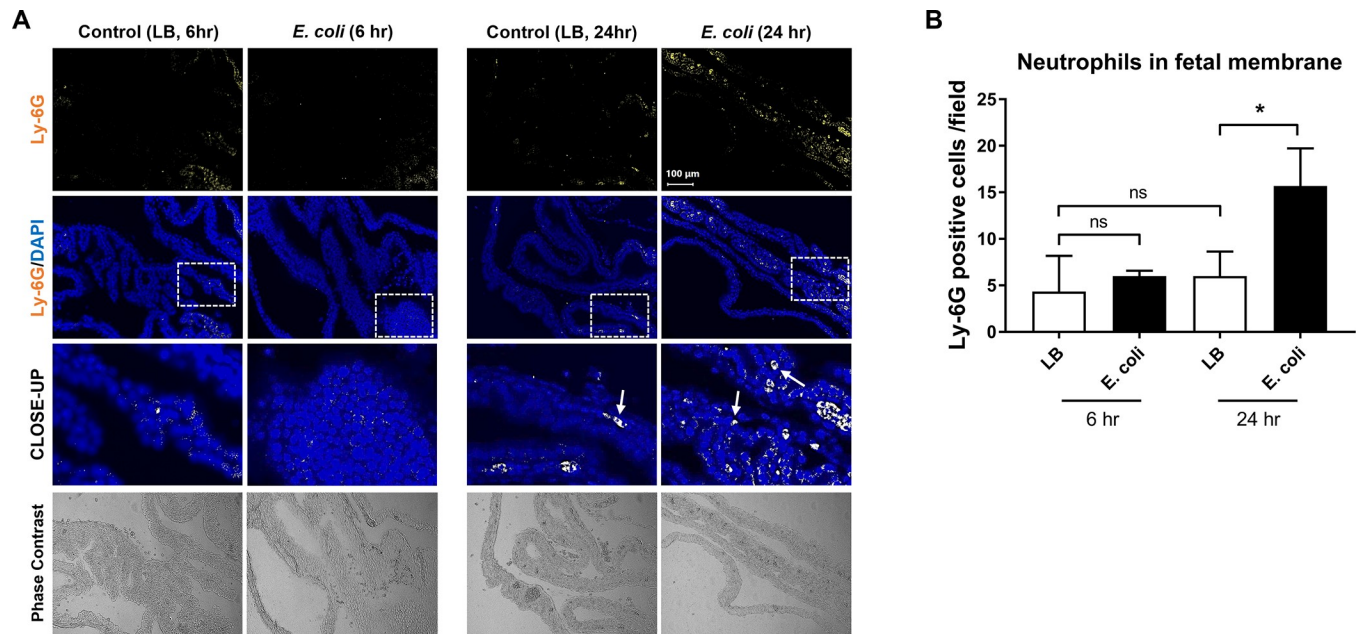 A
Control (LB, 6hr)
E. coli (6 hr)
Control (LB, 24hr)
E. coli (24 hr)
Ly-6G
100 µm
Ly-6G/DAPI
CLOSE-UP
Phase Contrast
B
Neutrophils in fetal membrane
Ly-6G positive cells /field
25
20
15
10
5
0
ns
ns
*
LB
E. coli
LB
E. coli
6 hr
24 hr